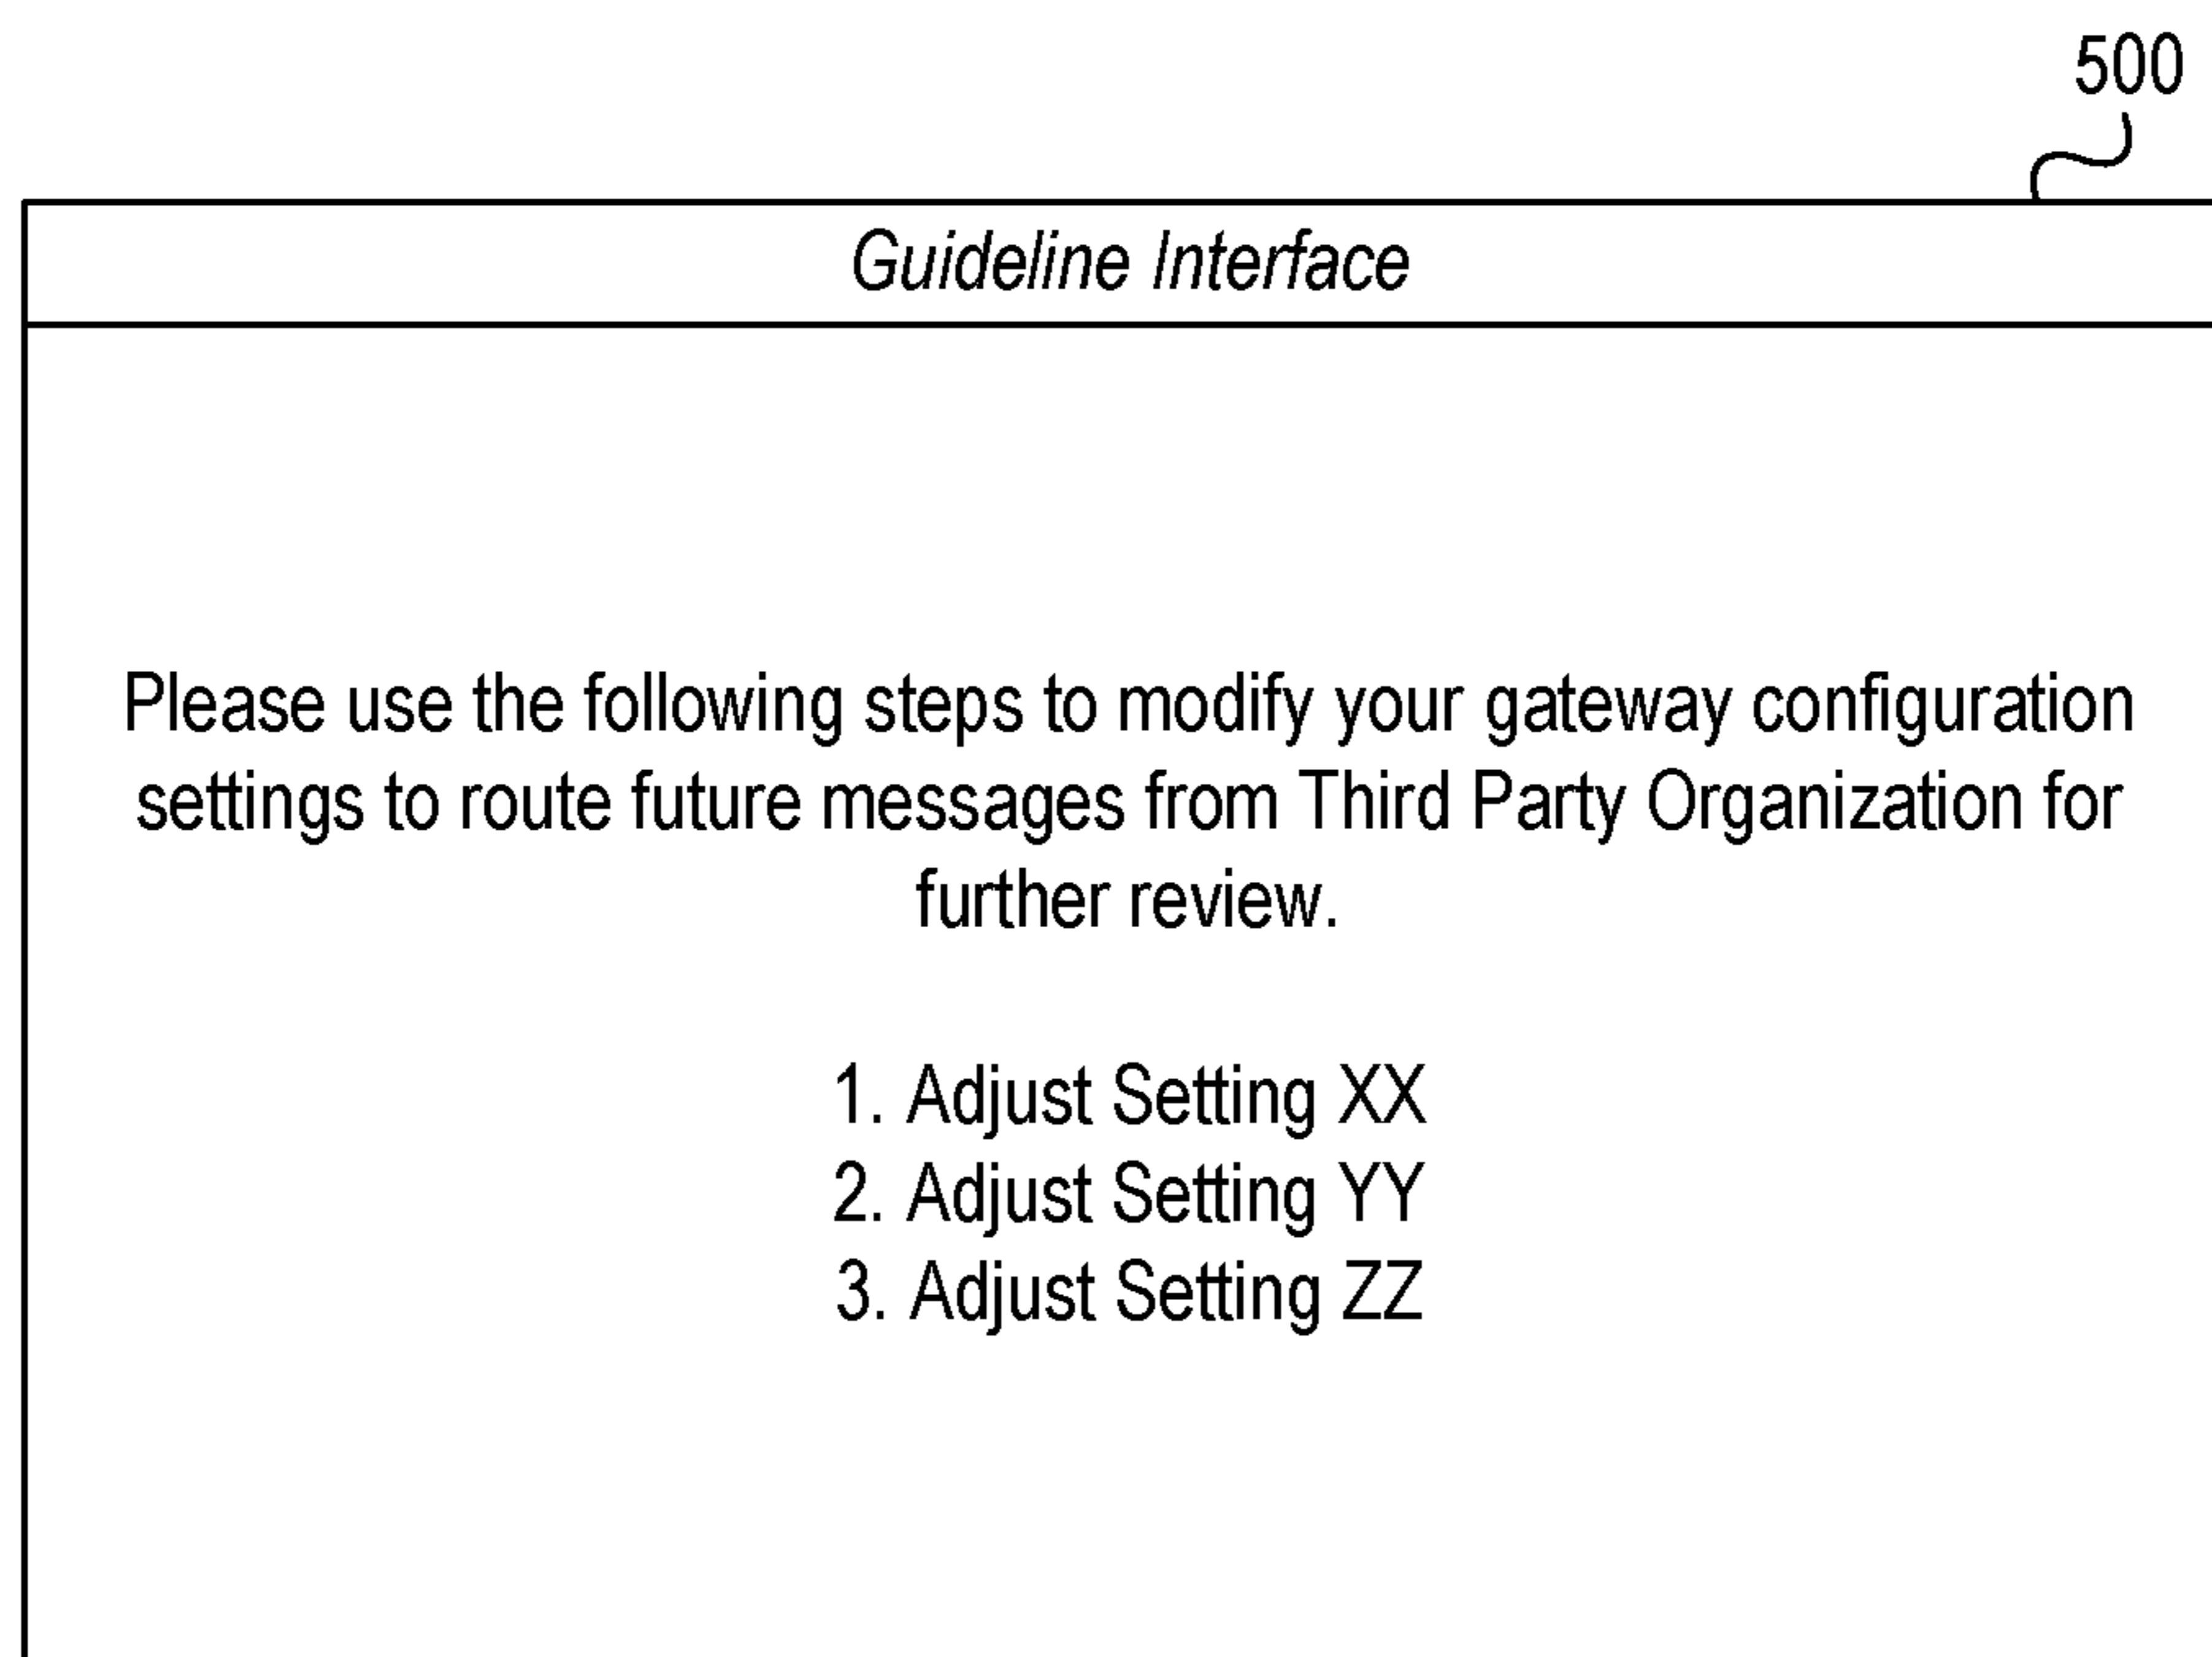 500
Guideline Interface
Please use the following steps to modify your gateway configuration
settings to route future messages from Third Party Organization for
further review.
1. Adjust Setting XX
2. Adjust Setting YY
3. Adjust Setting ZZ